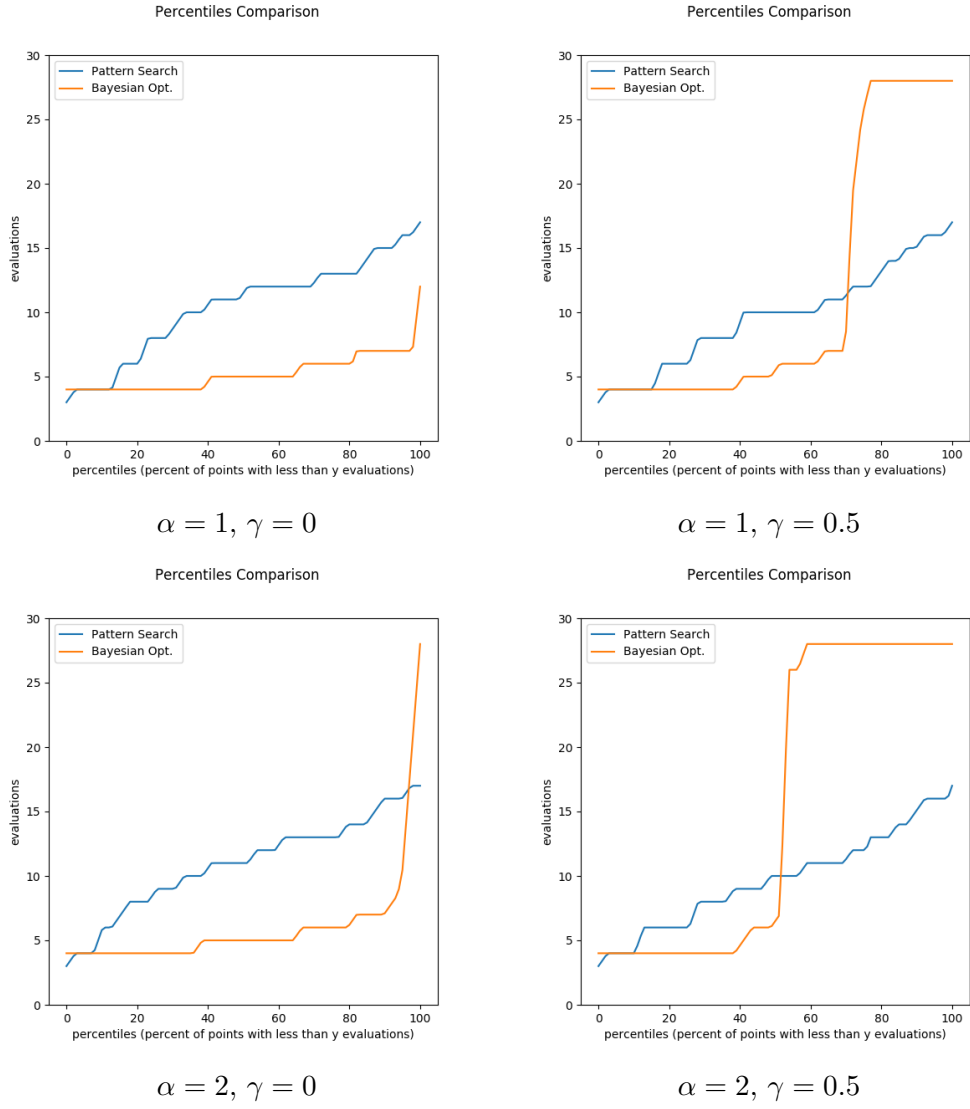 Percentiles Comparison
30
25
20
15
10
5
0
evaluations
Pattern Search
Bayesian Opt.
0 20 40 60 80 100
percentiles (percent of points with less than y evaluations)
α = 1, γ = 0
Percentiles Comparison
30
25
20
15
10
5
0
evaluations
Pattern Search
Bayesian Opt.
0 20 40 60 80 100
percentiles (percent of points with less than y evaluations)
α = 1, γ = 0.5
Percentiles Comparison
30
25
20
15
10
5
0
evaluations
Pattern Search
Bayesian Opt.
0 20 40 60 80 100
percentiles (percent of points with less than y evaluations)
α = 2, γ = 0
Percentiles Comparison
30
25
20
15
10
5
0
evaluations
Pattern Search
Bayesian Opt.
0 20 40 60 80 100
percentiles (percent of points with less than y evaluations)
α = 2, γ = 0.5